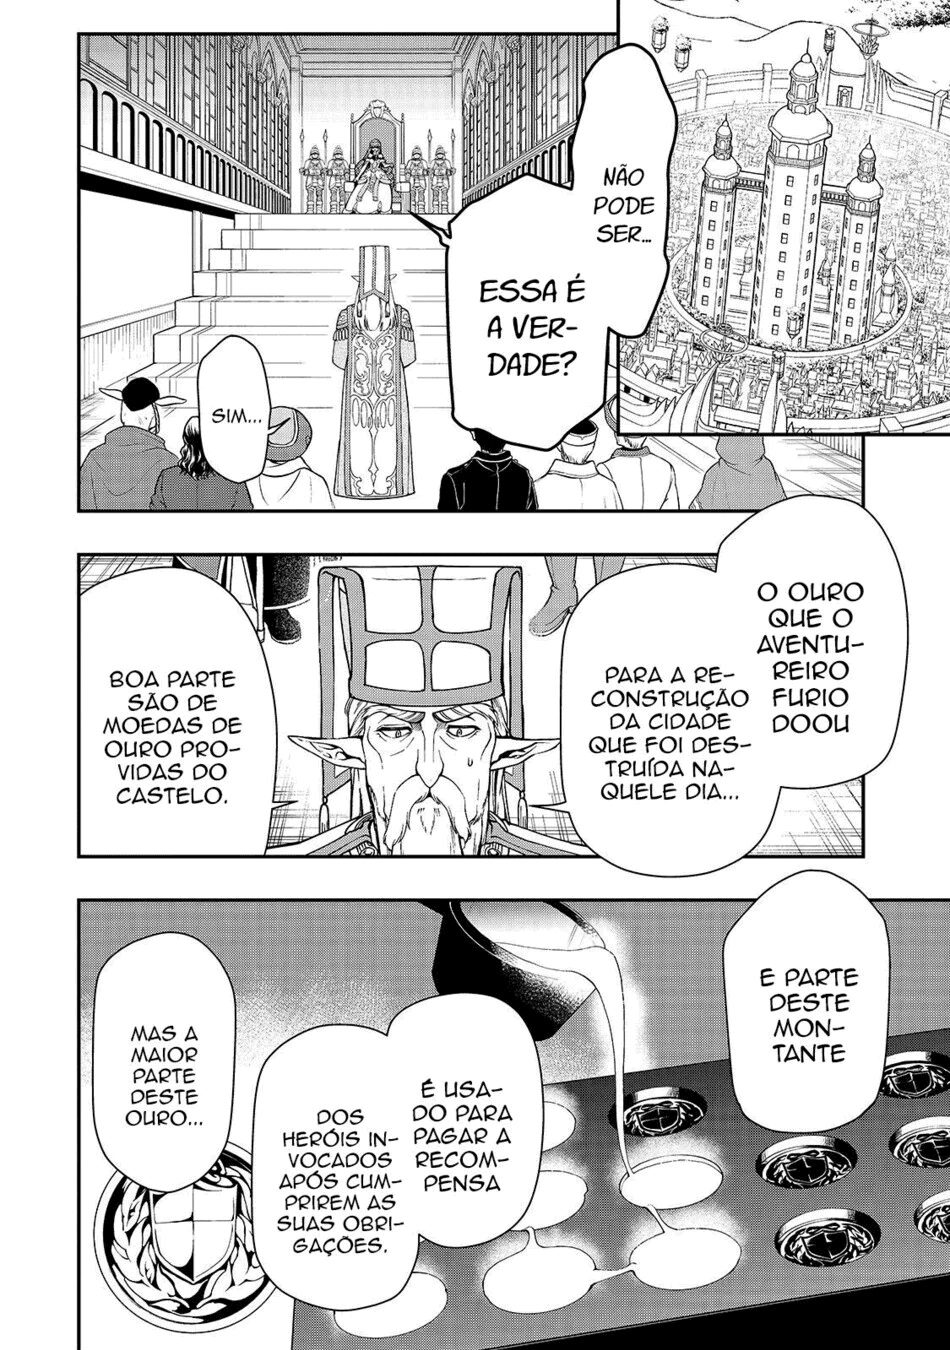 NÃO
PODE
SER...
ESSA É
A VER-
DADE?
SIM...
O OURO
QUE O
AVENTU-
REIRO
FURIO
DOOU
PARA A RE-
CONSTRUÇÃO
DA CIDADE
QUE FOI DES-
TRUÍDA NA-
QUELE DIA...
BOA PARTE
SÃO DE
MOEDAS DE
OURO PRO-
VIDAS DO
CASTELO.
E PARTE
DESTE
MON-
TANTE
É USA-
DO PARA
PAGAR A
RECOM-
PENSA
DOS
HERÓIS IN-
VOCADOS
APÓS CUM-
PRIREM AS
SUAS OBRI-
GAÇÕES.
MAS A
MAIOR
PARTE
DESTE
OURO...